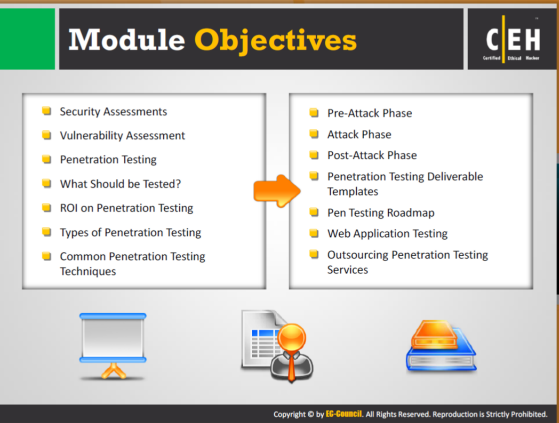 Module Objectives
CEH
Certified Ethical Hacker
Security Assessments
Vulnerability Assessment
Penetration Testing
What Should be Tested?
ROI on Penetration Testing
Types of Penetration Testing
Common Penetration Testing
Techniques
Pre-Attack Phase
Attack Phase
Post-Attack Phase
Penetration Testing Deliverable
Templates
Pen Testing Roadmap
Web Application Testing
Outsourcing Penetration Testing
Services
Copyright © by EC-Council. All Rights Reserved. Reproduction is Strictly Prohibited.